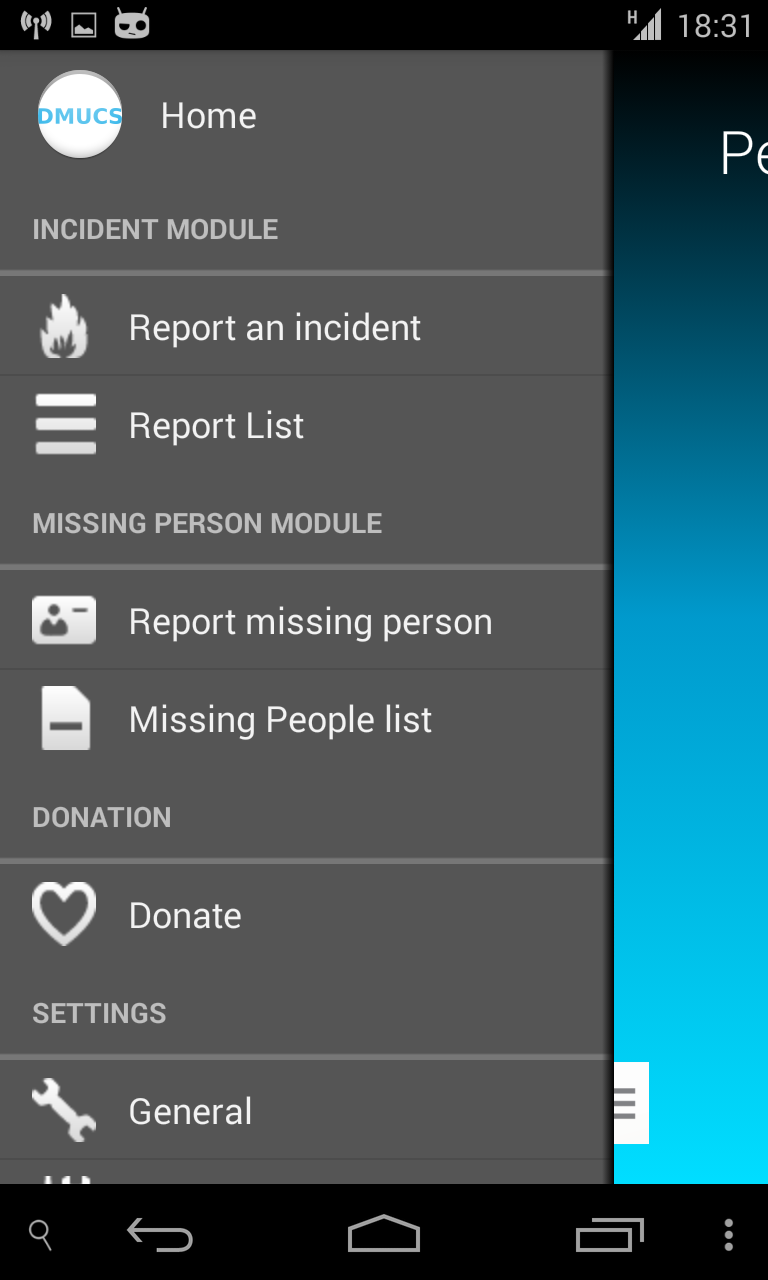 H 18:31
DMUCS Home
Pe
INCIDENT MODULE
Report an incident
Report List
MISSING PERSON MODULE
Report missing person
Missing People list
DONATION
Donate
SETTINGS
General